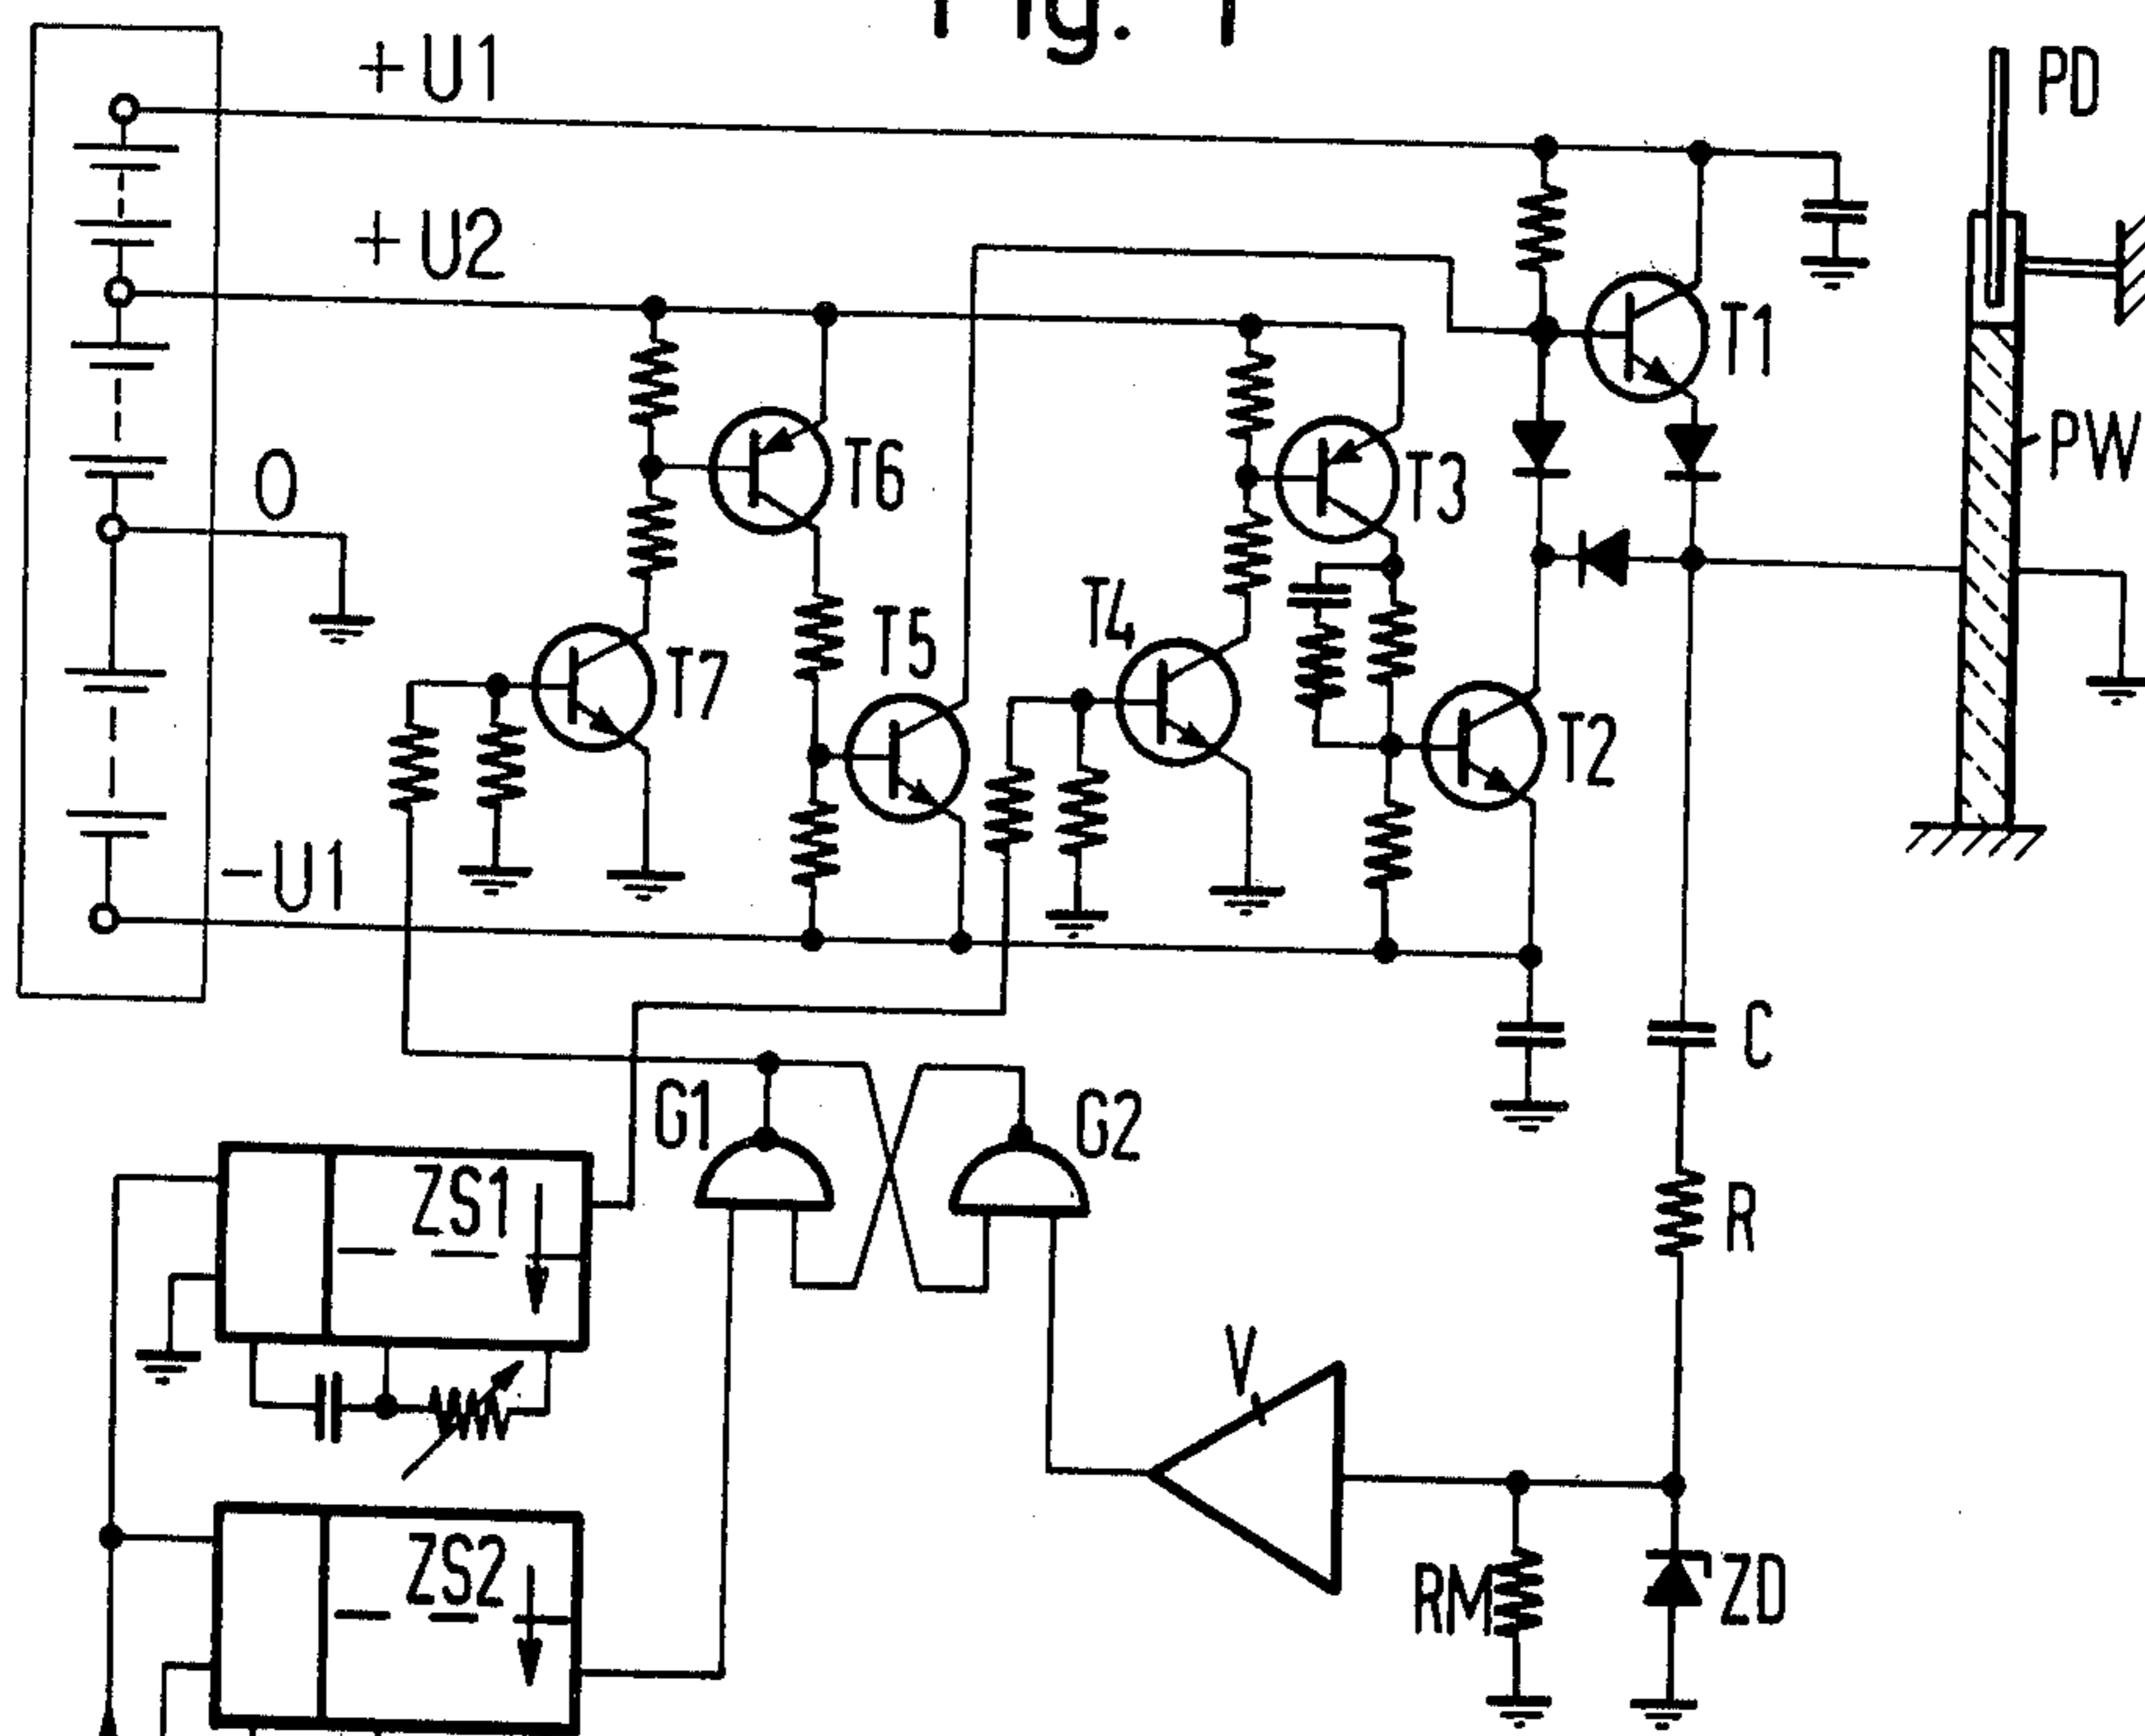 Fig. 1
+U1
PD
+U2
T1
PW
T6
T3
O
T4
T5
T7
T2
-U1
C
G1
G2
ZS1
R
V
ZS2
RM
ZD